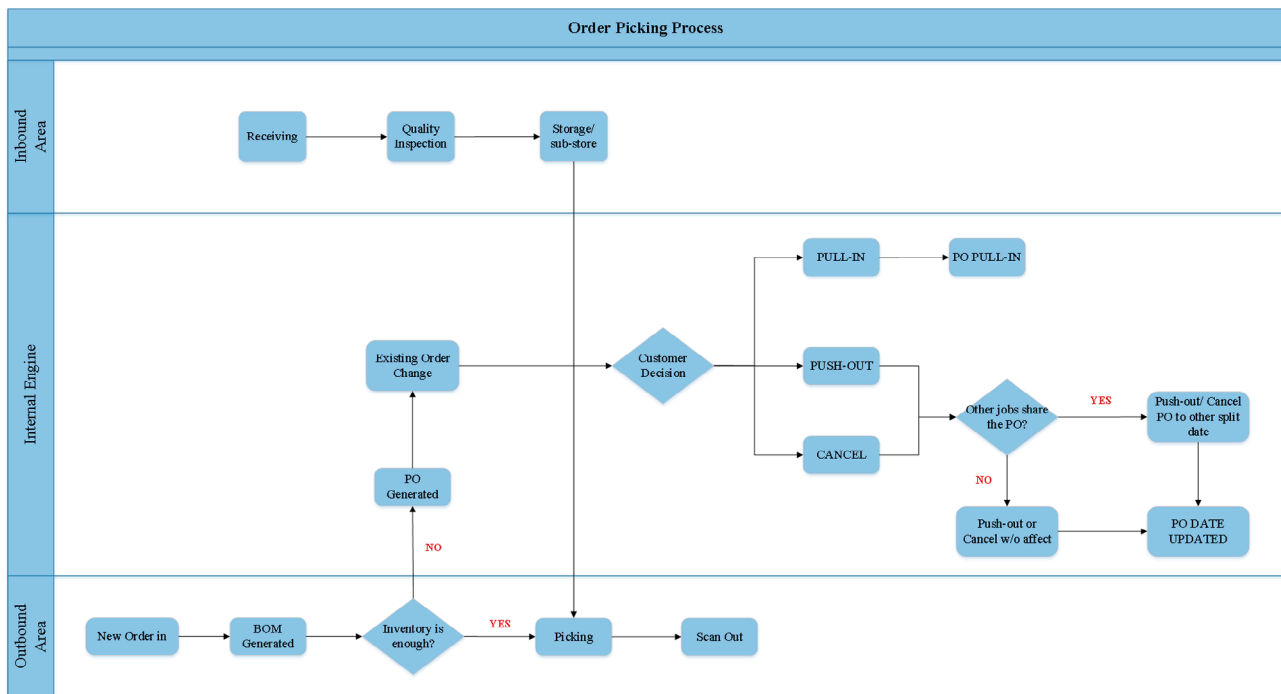 Order Picking Process
Inbound
Area
Receiving
Quality
Inspection
Storage/
sub-store
Internal Engine
PULL-IN
PO PULL-IN
Existing Order
Change
Customer
Decision
PUSH-OUT
CANCEL
Other jobs share
the PO?
YES
Push-out/ Cancel
PO to other split
date
NO
PO
Generated
Push-out or
Cancel w/o affect
PO DATE
UPDATED
NO
Outbound
Area
New Order in
BOM
Generated
Inventory is
enough?
YES
Picking
Scan Out